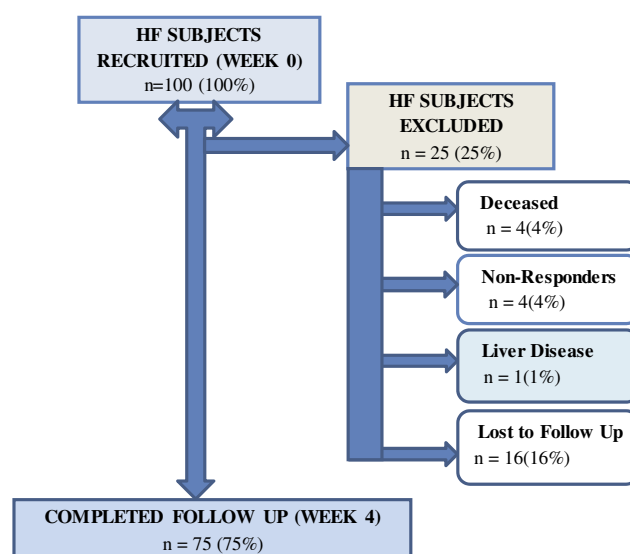 HF SUBJECTS
RECRUITED (WEEK 0)
n=100 (100%)
HF SUBJECTS
EXCLUDED
n = 25 (25%)
Deceased
n = 4(4%)
Non-Responders
n = 4(4%)
Liver Disease
n = 1(1%)
Lost to Follow Up
n = 16(16%)
COMPLETED FOLLOW UP (WEEK 4)
n = 75 (75%)